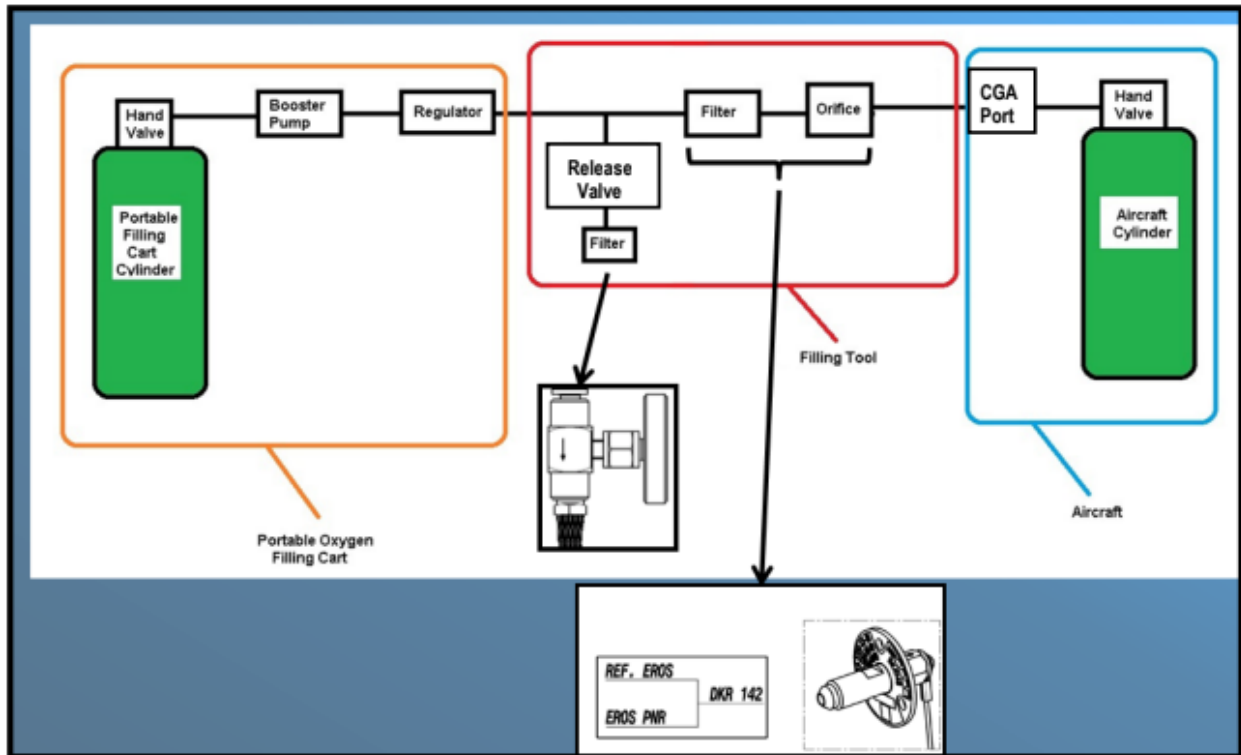 Hand
Valve
Booster
Pump
Regulator
Filter
Orifice
CGA
Port
Hand
Valve
Release
Valve
Filter
Portable
Filling
Cart
Cylinder
Aircraft
Cylinder
Filling Tool
Portable Oxygen
Filling Cart
Aircraft
REF. EROS
DKR 142
EROS PNR